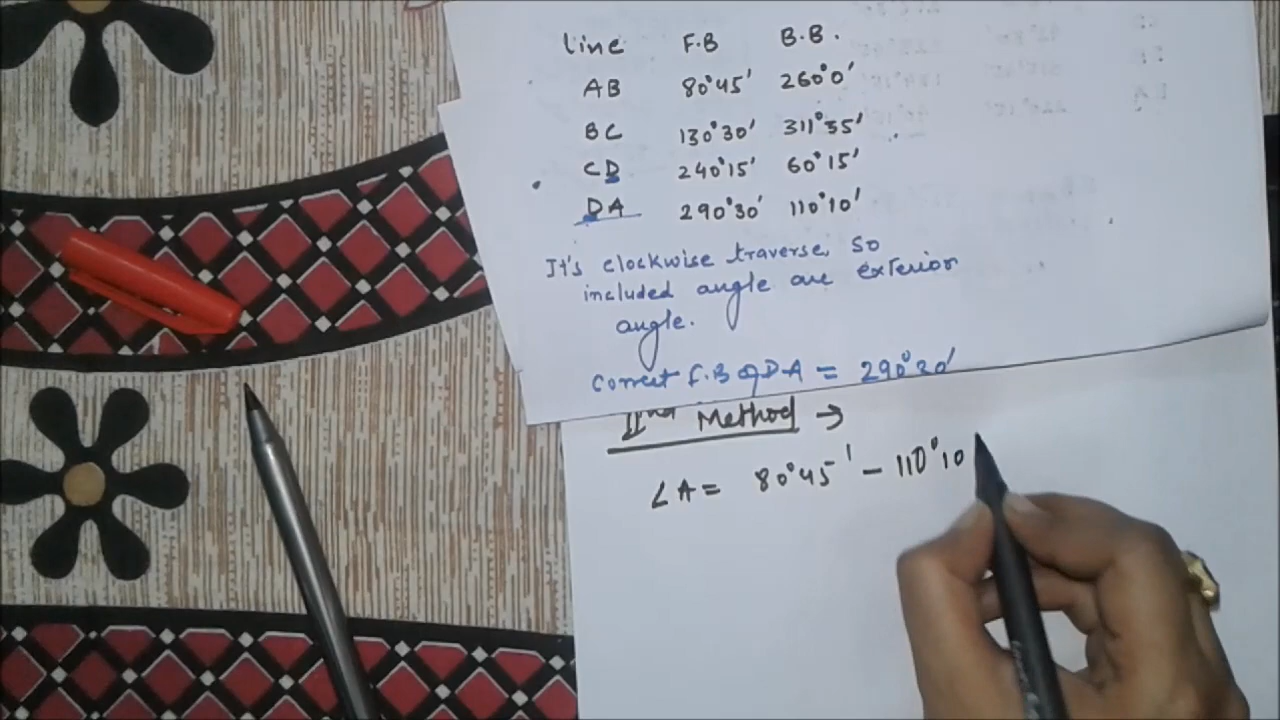 line F.B B.B.
AB 80°45' 260°0'
BC 130°30' 311°35'
CD 240°15' 60°15'
DA 290°30' 110°10'
It's clockwise traverse, so
included angle are exterior
angle.
Correct F.B of DA = 290°30'
IInd Method →
∠A = 80°45' - 110°10